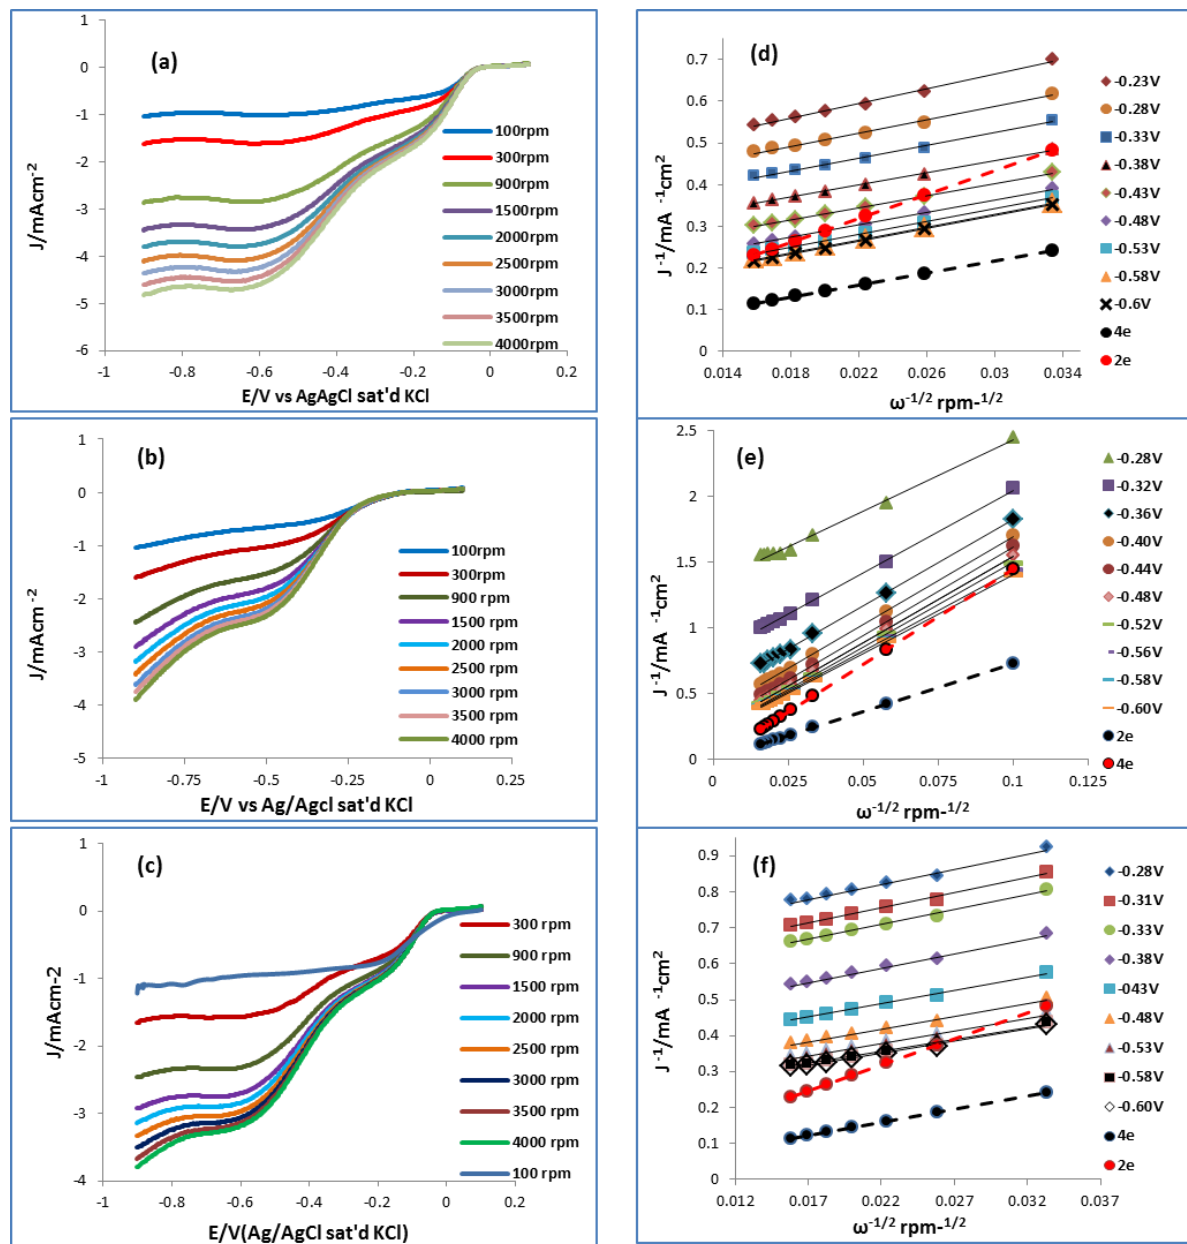 (a)
1
0
-1
-2
-3
-4
-5
-6
J/mAcm-2
-1
-0.8
-0.6
-0.4
-0.2
0
0.2
E/V vs AgAgCl sat'd KCl
100rpm
300rpm
900rpm
1500rpm
2000rpm
2500rpm
3000rpm
3500rpm
4000rpm
(d)
0.7
0.6
0.5
0.4
0.3
0.2
0.1
0
J-1/mA -1cm2
0.014
0.018
0.022
0.026
0.03
0.034
ω-1/2 rpm-1/2
-0.23V
-0.28V
-0.33V
-0.38V
-0.43V
-0.48V
-0.53V
-0.58V
-0.6V
4e
2e
(b)
1
0
-1
-2
-3
-4
-5
J/mAcm-2
-1
-0.75
-0.5
-0.25
0
0.25
E/V vs Ag/Agcl sat'd KCl
100rpm
300rpm
900 rpm
1500 rpm
2000 rpm
2500 rpm
3000 rpm
3500 rpm
4000 rpm
(e)
2.5
2
1.5
1
0.5
0
J-1/mA -1cm2
0
0.025
0.05
0.075
0.1
0.125
ω-1/2 rpm-1/2
-0.28V
-0.32V
-0.36V
-0.40V
-0.44V
-0.48V
-0.52V
-0.56V
-0.58V
-0.60V
2e
4e
(c)
1
0
-1
-2
-3
-4
J/mAcm-2
-1
-0.8
-0.6
-0.4
-0.2
0
0.2
E/V(Ag/AgCl sat'd KCl)
300 rpm
900 rpm
1500 rpm
2000 rpm
2500 rpm
3000 rpm
3500 rpm
4000 rpm
100 rpm
(f)
0.9
0.8
0.7
0.6
0.5
0.4
0.3
0.2
0.1
0
J-1/mA -1cm2
0.012
0.017
0.022
0.027
0.032
0.037
ω-1/2 rpm-1/2
-0.28V
-0.31V
-0.33V
-0.38V
-043V
-0.48V
-0.53V
-0.58V
-0.60V
4e
2e